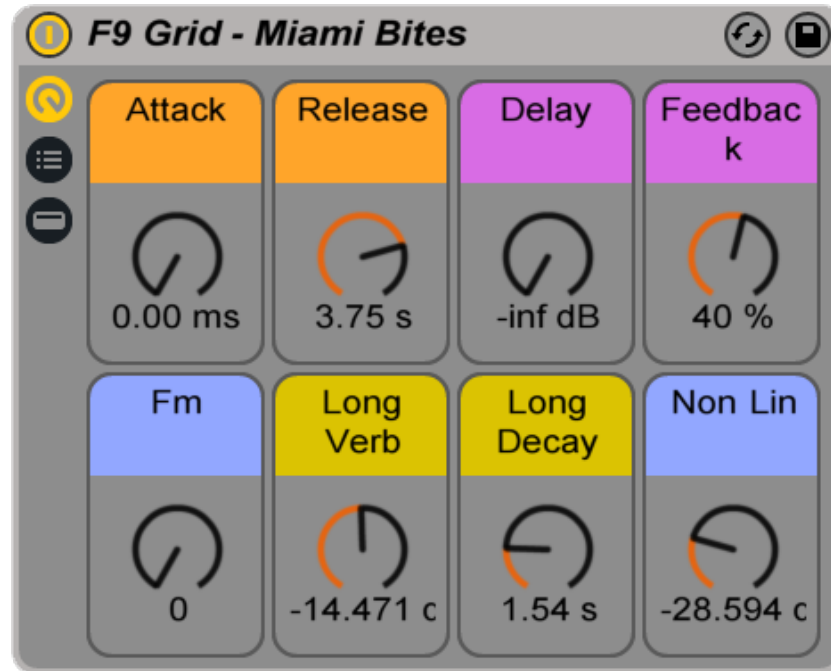 F9 Grid - Miami Bites
Attack
Release
Delay
Feedbac
k
0.00 ms
3.75 s
-inf dB
40 %
Fm
Long
Verb
Long
Decay
Non Lin
0
-14.471 c
1.54 s
-28.594 c